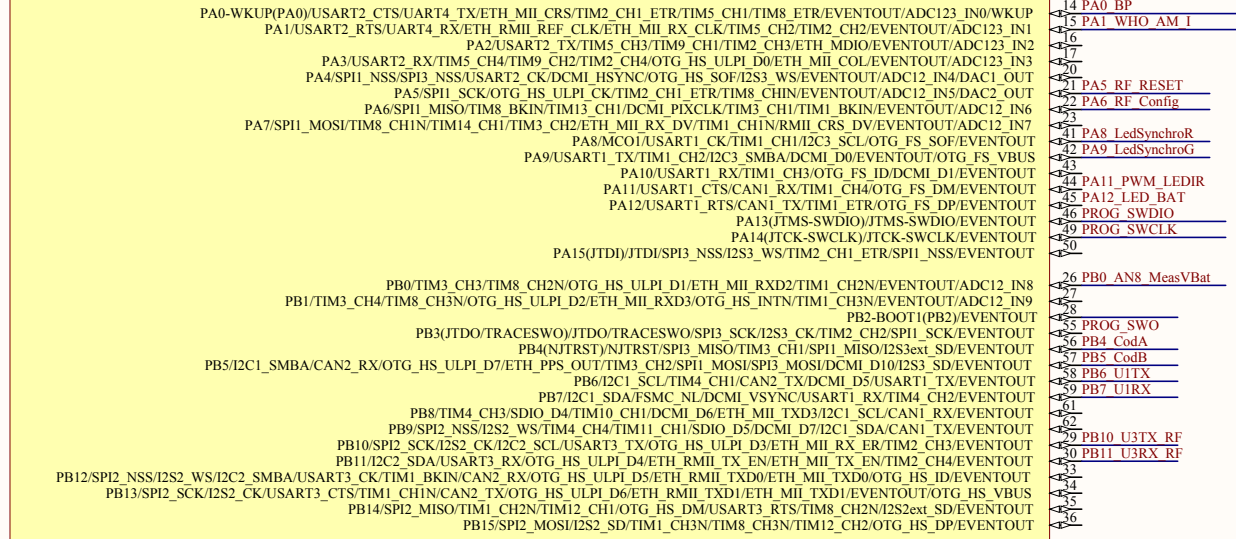 PA0-WKUP(PA0)/USART2_CTS/UART4_TX/ETH_MII_CRS/TIM2_CH1_ETR/TIM5_CH1/TIM8_ETR/EVENTOUT/ADC123_IN0/WKUP 14 PA0_BP
PA1/USART2_RTS/UART4_RX/ETH_RMII_REF_CLK/ETH_MII_RX_CLK/TIM5_CH2/TIM2_CH2/EVENTOUT/ADC123_IN1 15 PA1_WHO_AM_I
PA2/USART2_TX/TIM5_CH3/TIM9_CH1/TIM2_CH3/ETH_MDIO/EVENTOUT/ADC123_IN2 16
PA3/USART2_RX/TIM5_CH4/TIM9_CH2/TIM2_CH4/OTG_HS_ULPI_D0/ETH_MII_COL/EVENTOUT/ADC123_IN3 17
PA4/SPI1_NSS/SPI3_NSS/USART2_CK/DCMI_HSYNC/OTG_HS_SOF/I2S3_WS/EVENTOUT/ADC12_IN4/DAC1_OUT 20
PA5/SPI1_SCK/OTG_HS_ULPI_CK/TIM2_CH1_ETR/TIM8_CHIN/EVENTOUT/ADC12_IN5/DAC2_OUT 21 PA5_RF_RESET
PA6/SPI1_MISO/TIM8_BKIN/TIM13_CH1/DCMI_PIXCLK/TIM3_CH1/TIM1_BKIN/EVENTOUT/ADC12_IN6 22 PA6_RF_Config
PA7/SPI1_MOSI/TIM8_CH1N/TIM14_CH1/TIM3_CH2/ETH_MII_RX_DV/TIM1_CH1N/RMII_CRS_DV/EVENTOUT/ADC12_IN7 23
PA8/MCO1/USART1_CK/TIM1_CH1/I2C3_SCL/OTG_FS_SOF/EVENTOUT 41 PA8_LedSynchroR
PA9/USART1_TX/TIM1_CH2/I2C3_SMBA/DCMI_D0/EVENTOUT/OTG_FS_VBUS 42 PA9_LedSynchroG
PA10/USART1_RX/TIM1_CH3/OTG_FS_ID/DCMI_D1/EVENTOUT 43
PA11/USART1_CTS/CAN1_RX/TIM1_CH4/OTG_FS_DM/EVENTOUT 44 PA11_PWM_LEDIR
PA12/USART1_RTS/CAN1_TX/TIM1_ETR/OTG_FS_DP/EVENTOUT 45 PA12_LED_BAT
PA13(JTMS-SWDIO)/JTMS-SWDIO/EVENTOUT 46 PROG_SWDIO
PA14(JTCK-SWCLK)/JTCK-SWCLK/EVENTOUT 49 PROG_SWCLK
PA15(JTDI)/JTDI/SPI3_NSS/I2S3_WS/TIM2_CH1_ETR/SPI1_NSS/EVENTOUT 50
PB0/TIM3_CH3/TIM8_CH2N/OTG_HS_ULPI_D1/ETH_MII_RXD2/TIM1_CH2N/EVENTOUT/ADC12_IN8 26 PB0_AN8_MeasVBat
PB1/TIM3_CH4/TIM8_CH3N/OTG_HS_ULPI_D2/ETH_MII_RXD3/OTG_HS_INTN/TIM1_CH3N/EVENTOUT/ADC12_IN9 27
PB2-BOOT1(PB2)/EVENTOUT 28
PB3(JTDO/TRACESWO)/JTDO/TRACESWO/SPI3_SCK/I2S3_CK/TIM2_CH2/SPI1_SCK/EVENTOUT 55 PROG_SWO
PB4(NJTRST)/NJTRST/SPI3_MISO/TIM3_CH1/SPI1_MISO/I2S3ext_SD/EVENTOUT 56 PB4_CodA
PB5/I2C1_SMBA/CAN2_RX/OTG_HS_ULPI_D7/ETH_PPS_OUT/TIM3_CH2/SPI1_MOSI/SPI3_MOSI/DCMI_D10/I2S3_SD/EVENTOUT 57 PB5_CodB
PB6/I2C1_SCL/TIM4_CH1/CAN2_TX/DCMI_D5/USART1_TX/EVENTOUT 58 PB6_U1TX
PB7/I2C1_SDA/FSMC_NL/DCMI_VSYNC/USART1_RX/TIM4_CH2/EVENTOUT 59 PB7_U1RX
PB8/TIM4_CH3/SDIO_D4/TIM10_CH1/DCMI_D6/ETH_MII_TXD3/I2C1_SCL/CAN1_RX/EVENTOUT 61
PB9/SPI2_NSS/I2S2_WS/TIM4_CH4/TIM11_CH1/SDIO_D5/DCMI_D7/I2C1_SDA/CAN1_TX/EVENTOUT 62
PB10/SPI2_SCK/I2S2_CK/I2C2_SCL/USART3_TX/OTG_HS_ULPI_D3/ETH_MII_RX_ER/TIM2_CH3/EVENTOUT 29 PB10_U3TX_RF
PB11/I2C2_SDA/USART3_RX/OTG_HS_ULPI_D4/ETH_RMII_TX_EN/ETH_MII_TX_EN/TIM2_CH4/EVENTOUT 30 PB11_U3RX_RF
PB12/SPI2_NSS/I2S2_WS/I2C2_SMBA/USART3_CK/TIM1_BKIN/CAN2_RX/OTG_HS_ULPI_D5/ETH_RMII_TXD0/ETH_MII_TXD0/OTG_HS_ID/EVENTOUT 33
PB13/SPI2_SCK/I2S2_CK/USART3_CTS/TIM1_CH1N/CAN2_TX/OTG_HS_ULPI_D6/ETH_RMII_TXD1/ETH_MII_TXD1/EVENTOUT/OTG_HS_VBUS 34
PB14/SPI2_MISO/TIM1_CH2N/TIM12_CH1/OTG_HS_DM/USART3_RTS/TIM8_CH2N/I2S2ext_SD/EVENTOUT 35
PB15/SPI2_MOSI/I2S2_SD/TIM1_CH3N/TIM8_CH3N/TIM12_CH2/OTG_HS_DP/EVENTOUT 36